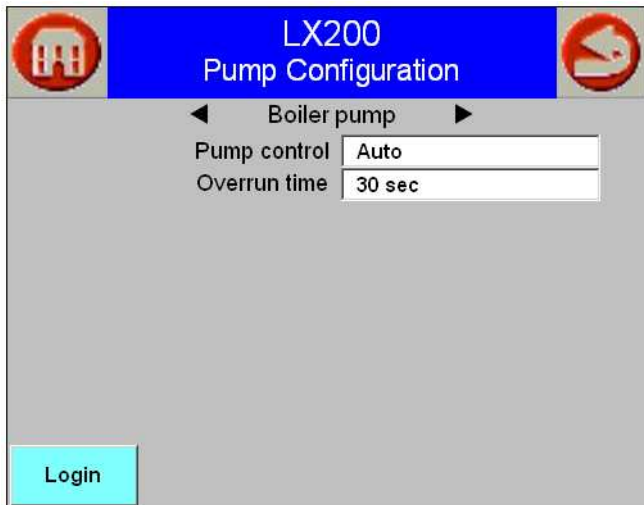 LX200
Pump Configuration
Boiler pump
Pump control Auto
Overrun time 30 sec
Login